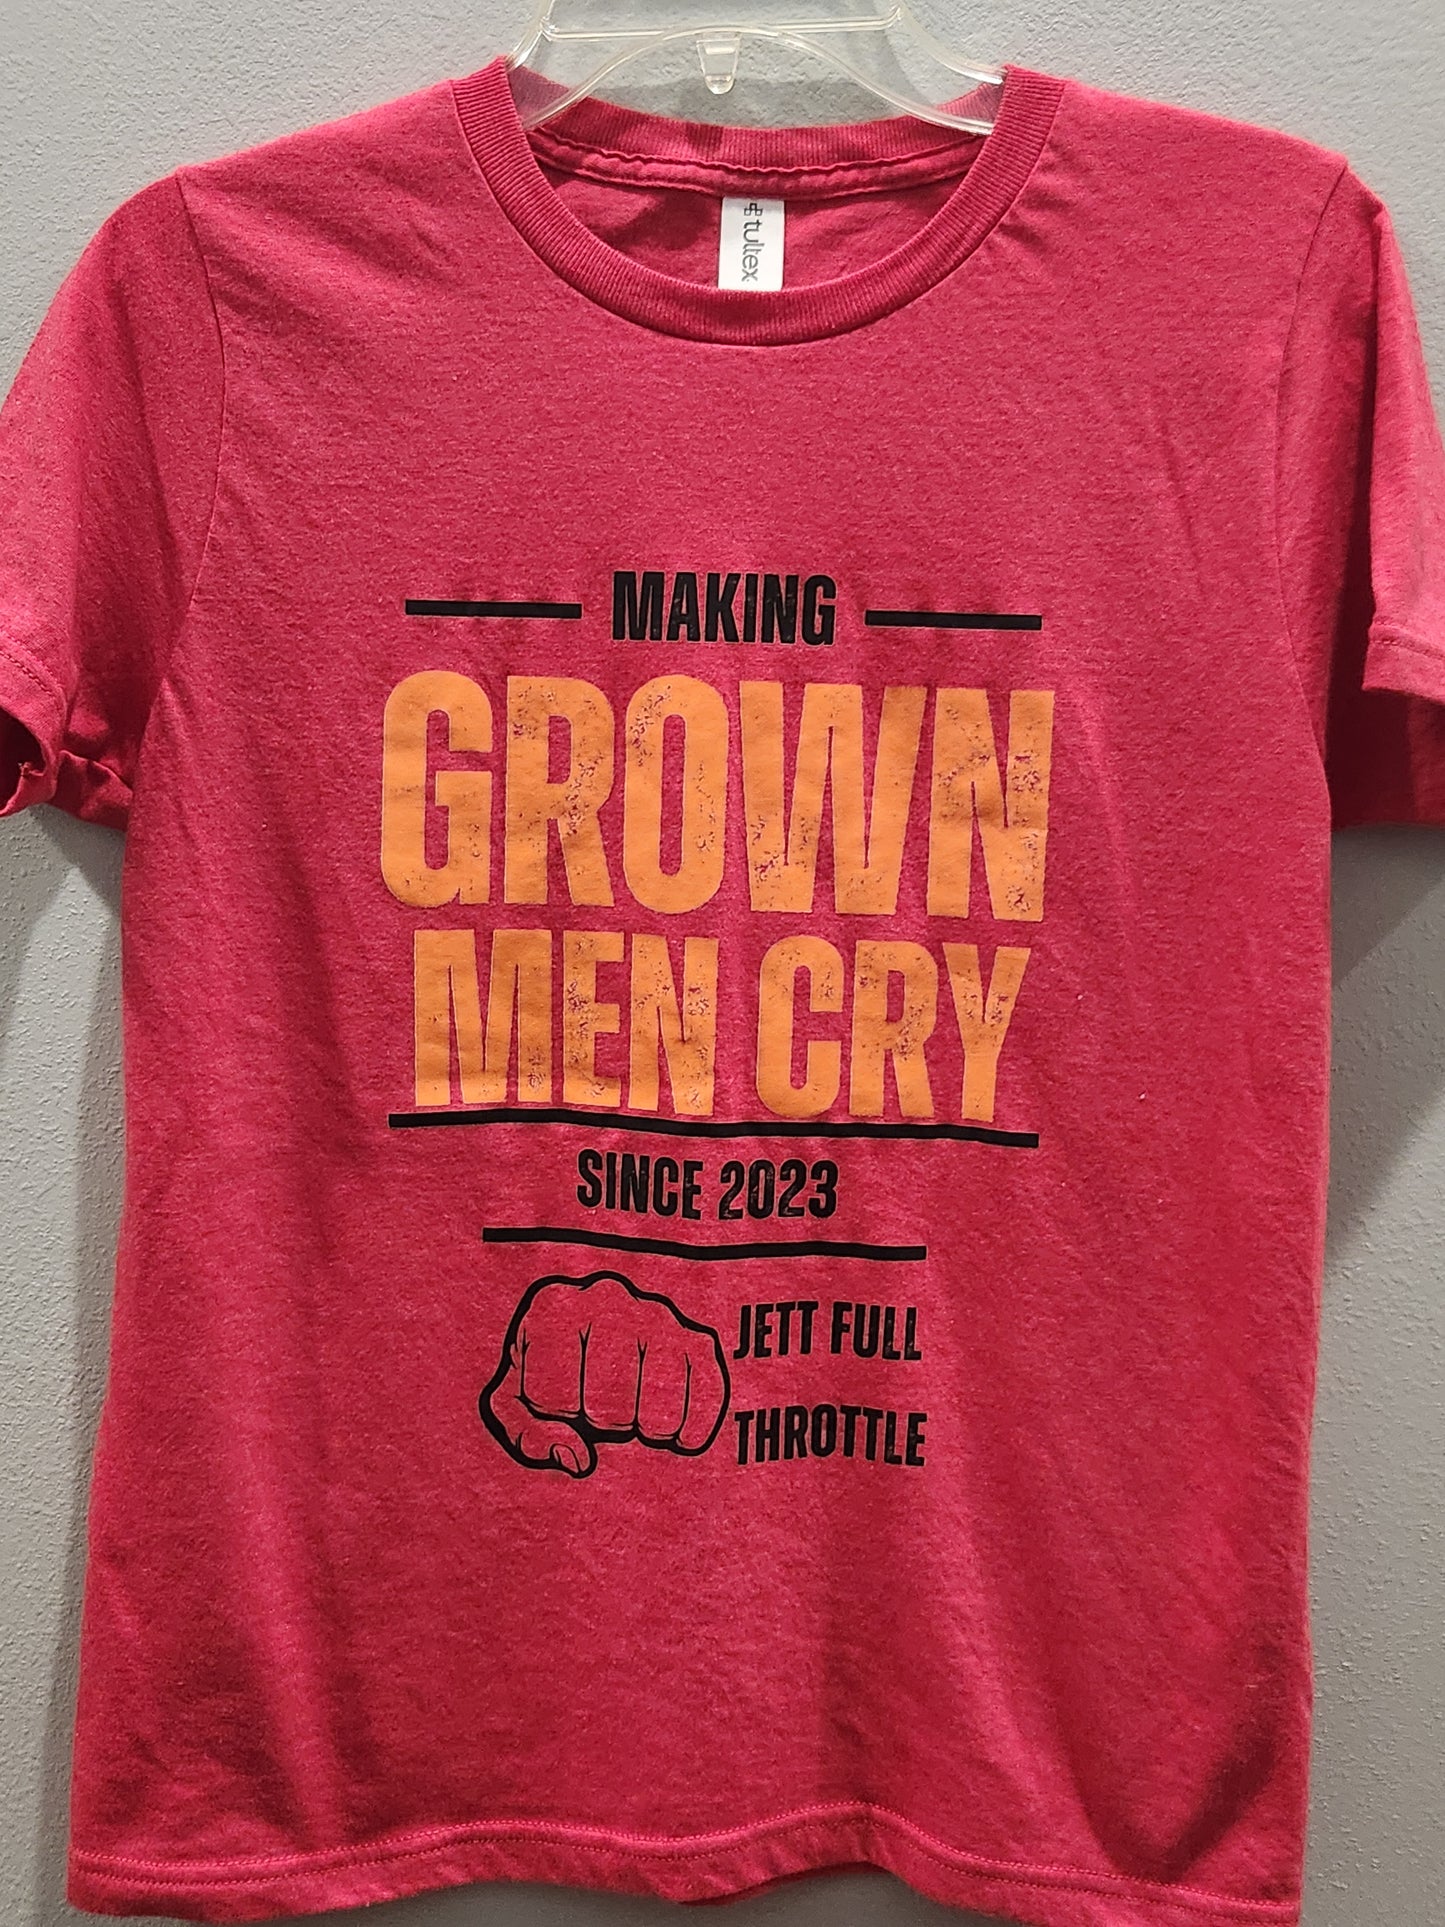 tultex
MAKING
GROWN
MEN CRY
SINCE 2023
JETT FULL
THROTTLE